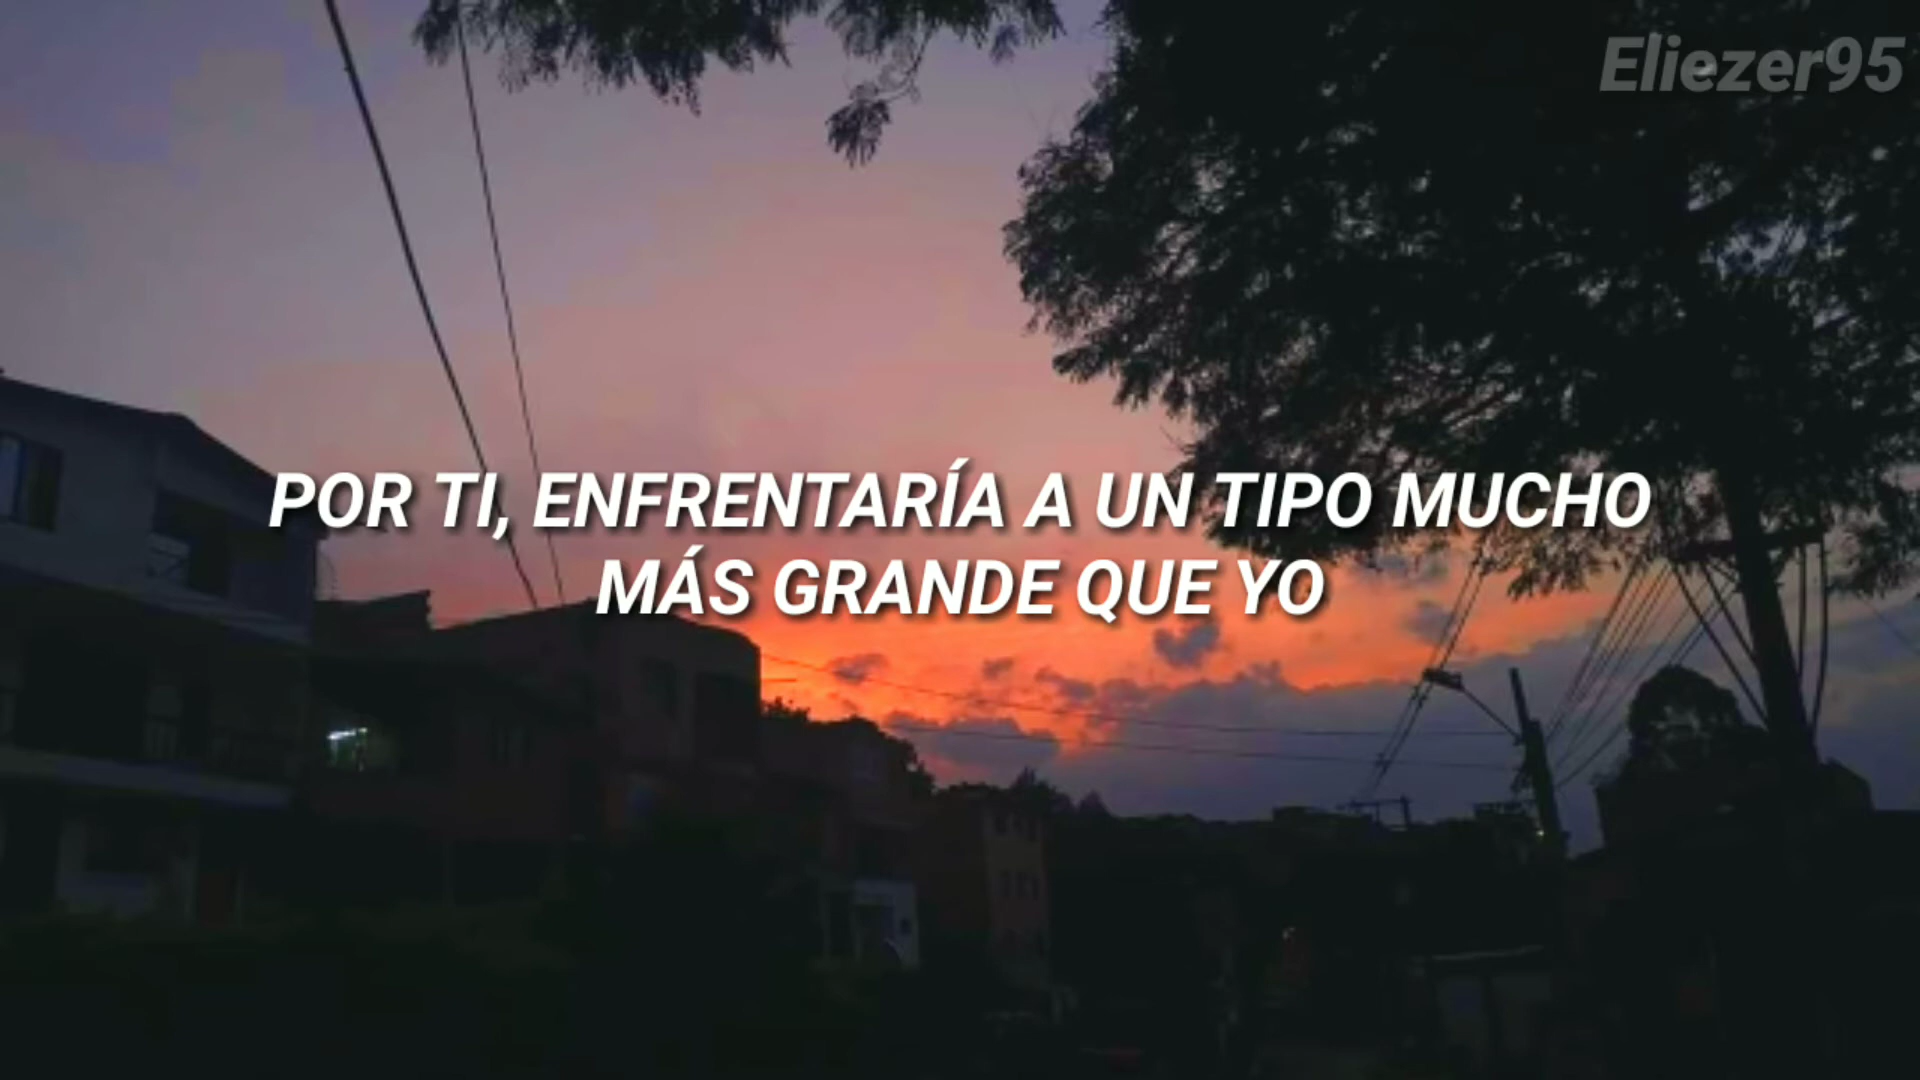 Eliezer95
POR TI, ENFRENTARÍA A UN TIPO MUCHO
MÁS GRANDE QUE YO